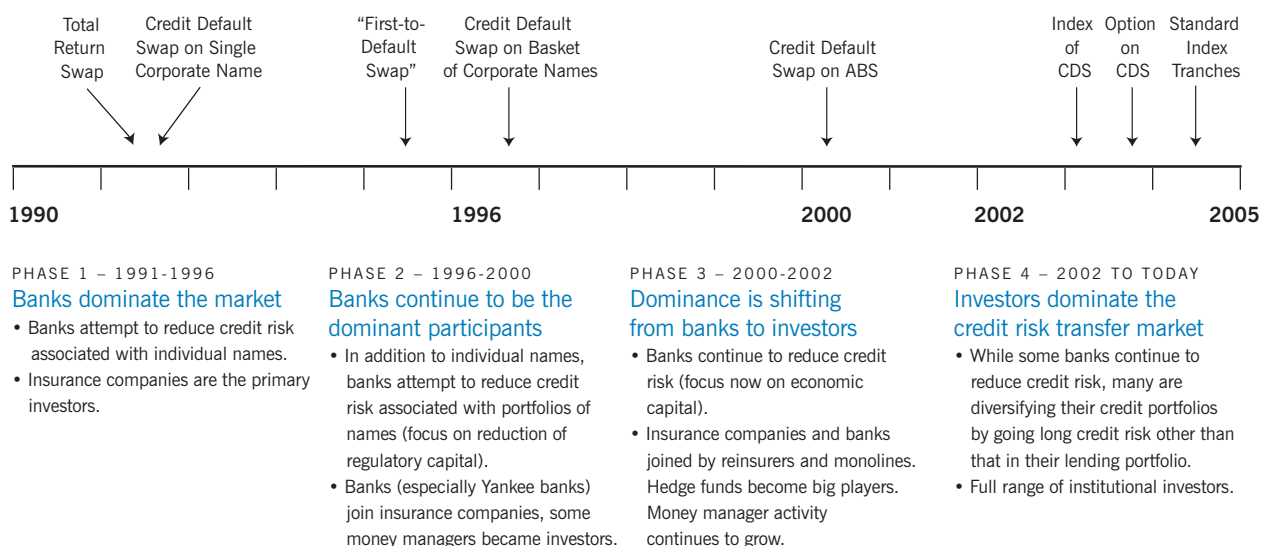 Total
Return
Swap
Credit Default
Swap on Single
Corporate Name
“First-to-
Default
Swap”
Credit Default
Swap on Basket
of Corporate Names
Credit Default
Swap on ABS
Index
of
CDS
Option
on
CDS
Standard
Index
Tranches
1990
1996
2000
2002
2005
PHASE 1 – 1991-1996
Banks dominate the market
• Banks attempt to reduce credit risk
associated with individual names.
• Insurance companies are the primary
investors.
PHASE 2 – 1996-2000
Banks continue to be the
dominant participants
• In addition to individual names,
banks attempt to reduce credit
risk associated with portfolios of
names (focus on reduction of
regulatory capital).
• Banks (especially Yankee banks)
join insurance companies, some
money managers became investors.
PHASE 3 – 2000-2002
Dominance is shifting
from banks to investors
• Banks continue to reduce credit
risk (focus now on economic
capital).
• Insurance companies and banks
joined by reinsurers and monolines.
Hedge funds become big players.
Money manager activity
continues to grow.
PHASE 4 – 2002 TO TODAY
Investors dominate the
credit risk transfer market
• While some banks continue to
reduce credit risk, many are
diversifying their credit portfolios
by going long credit risk other than
that in their lending portfolio.
• Full range of institutional investors.